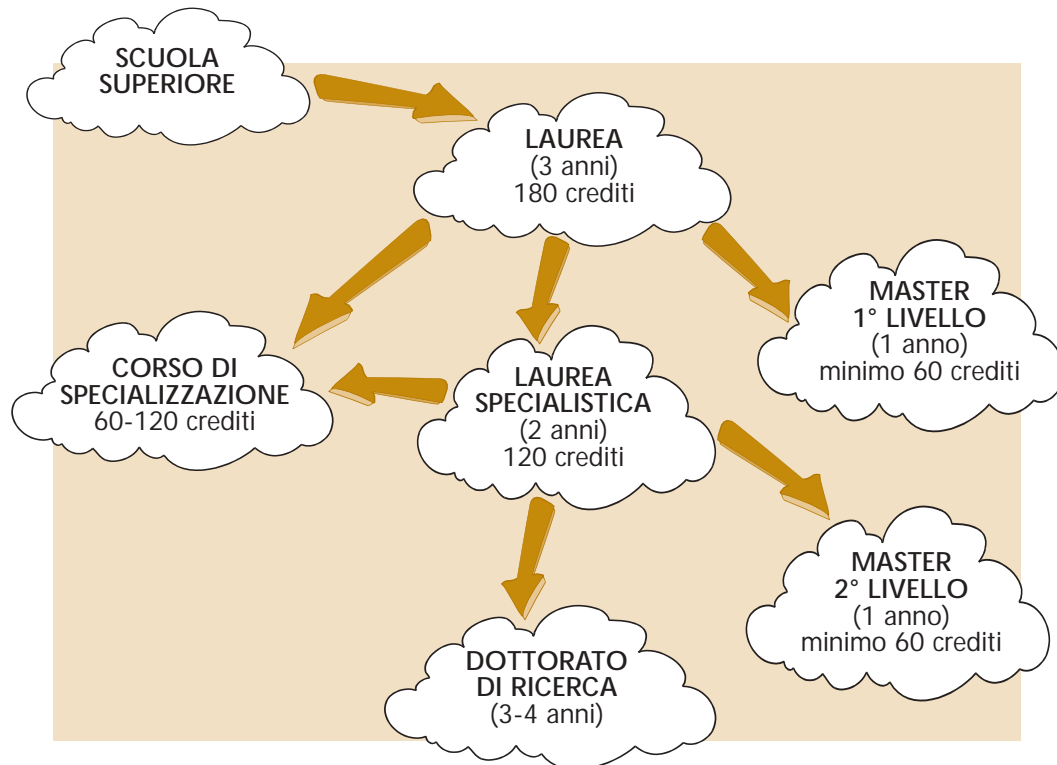 SCUOLA
SUPERIORE
LAUREA
(3 anni)
180 crediti
MASTER
1° LIVELLO
(1 anno)
minimo 60 crediti
CORSO DI
SPECIALIZZAZIONE
60-120 crediti
LAUREA
SPECIALISTICA
(2 anni)
120 crediti
MASTER
2° LIVELLO
(1 anno)
minimo 60 crediti
DOTTORATO
DI RICERCA
(3-4 anni)